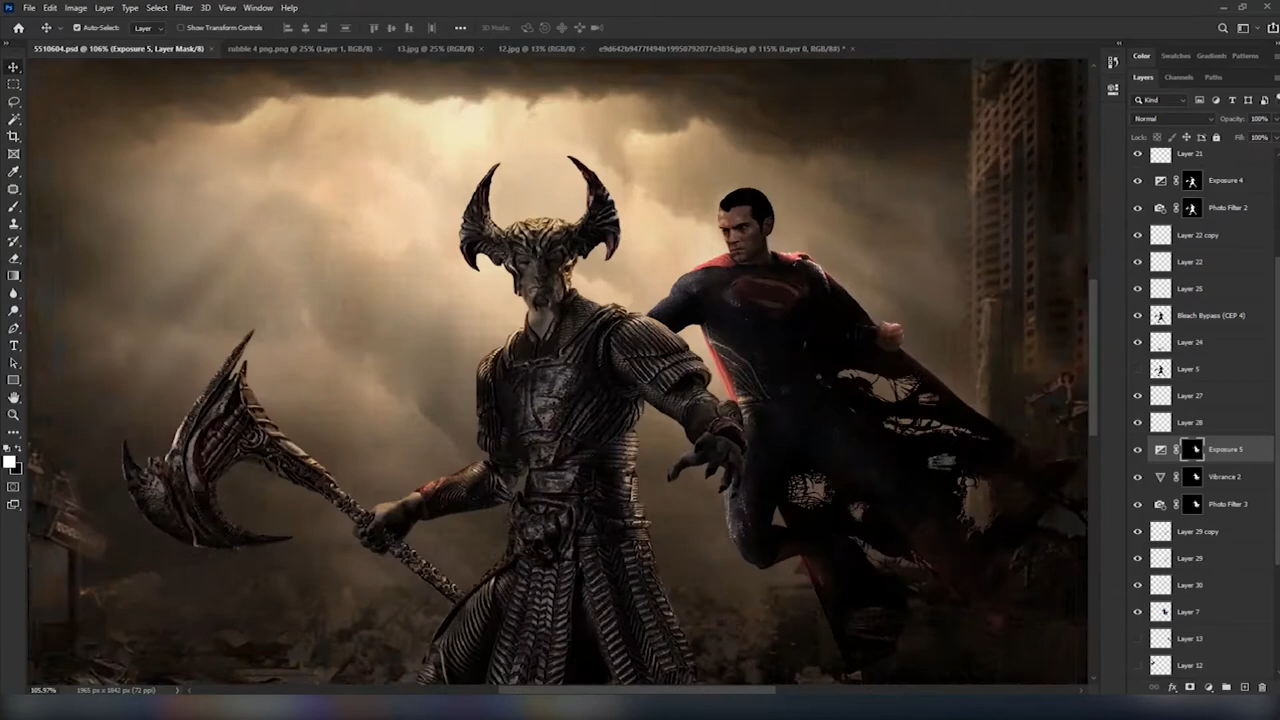 File Edit Image Layer Type Select Filter 3D View Window Help
Auto-Select: Layer Show Transform Controls 3D Mode:
5510604.psd @ 106% (Exposure 5, Layer Mask/8) rubble 4 png.png @ 25% (Layer 1, RGB/8) 13.jpg @ 25% (RGB/8) 12.jpg @ 13% (RGB/8) e9d642b9477f494b19950792077e3036.jpg @ 115% (Layer 0, RGB/8#) *
Color Swatches Gradients Patterns
Layers Channels Paths
Kind
Normal Opacity: 100%
Lock: Fill: 100%
Layer 21
Exposure 4
Photo Filter 2
Layer 22 copy
Layer 22
Layer 25
Bleach Bypass (CEP 4)
Layer 24
Layer 5
Layer 27
Layer 28
Exposure 5
Vibrance 2
Photo Filter 3
Layer 29 copy
Layer 29
Layer 30
Layer 7
Layer 13
Layer 12
105.97% 1965 px x 1842 px (72 ppi)